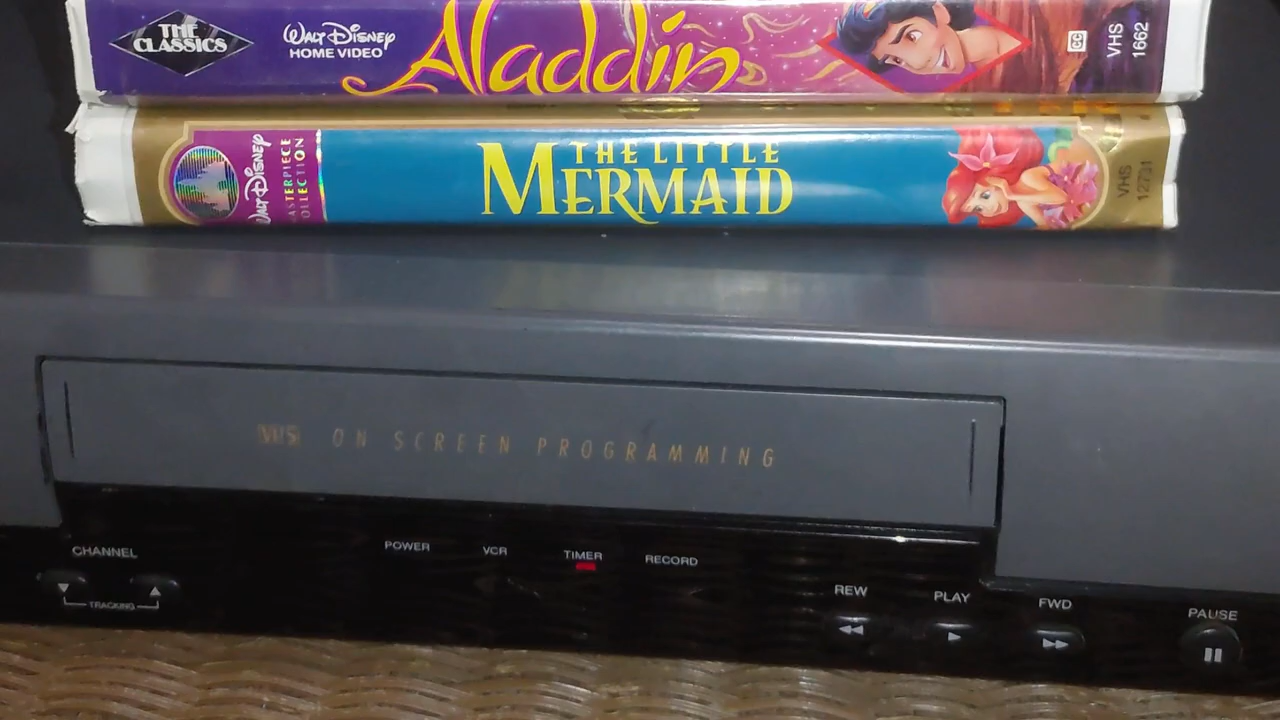 THE
CLASSICS
WALT DISNEY
HOME VIDEO
Aladdin
CC
VHS
1662
WALT DISNEY
MASTERPIECE
COLLECTION
THE LITTLE
MERMAID
VHS
12731
VHS ON SCREEN PROGRAMMING
CHANNEL
TRACKING
POWER
VCR
TIMER
RECORD
REW
PLAY
FWD
PAUSE